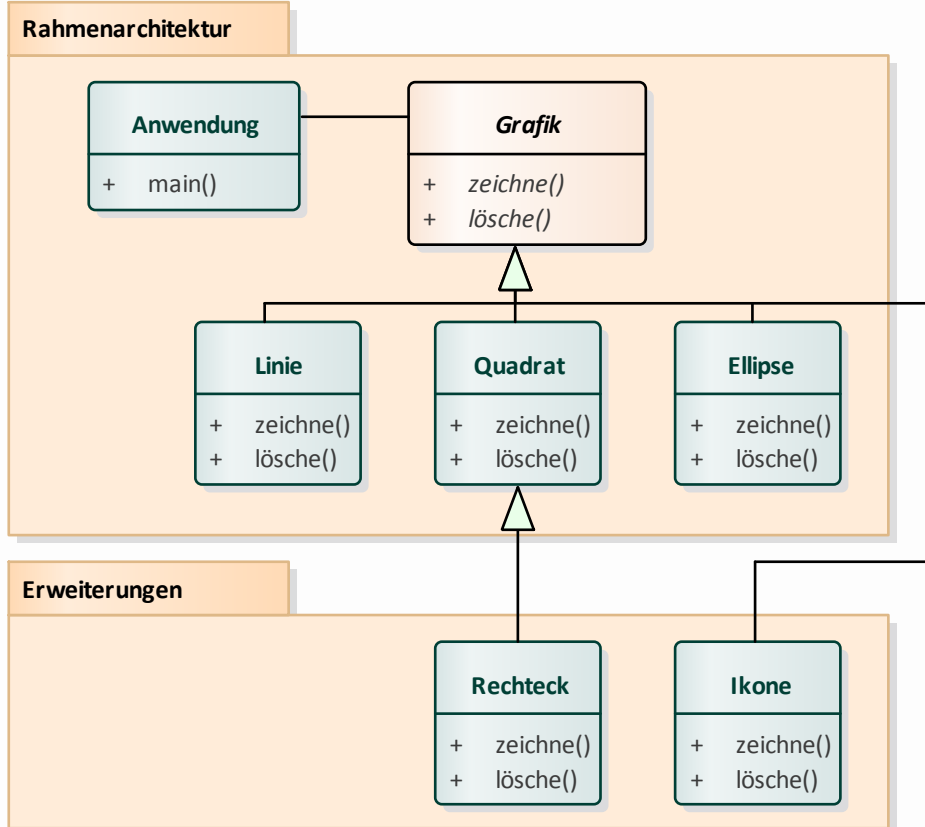 Rahmenarchitektur
Anwendung
+ main()
Grafik
+ zeichne()
+ lösche()
Linie
+ zeichne()
+ lösche()
Quadrat
+ zeichne()
+ lösche()
Ellipse
+ zeichne()
+ lösche()
Erweiterungen
Rechteck
+ zeichne()
+ lösche()
Ikone
+ zeichne()
+ lösche()